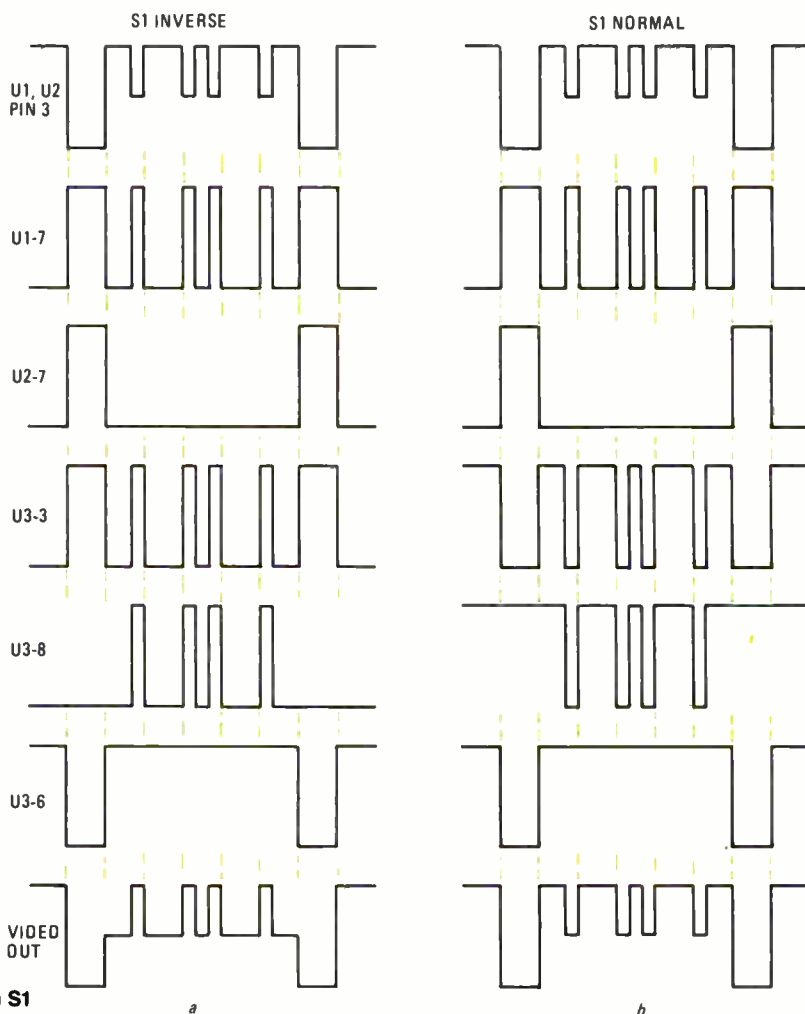 S1 INVERSE
S1 NORMAL
U1, U2
PIN 3
U1-7
U2-7
U3-3
U3-8
U3-6
VIDEO
OUT
S1
a
b